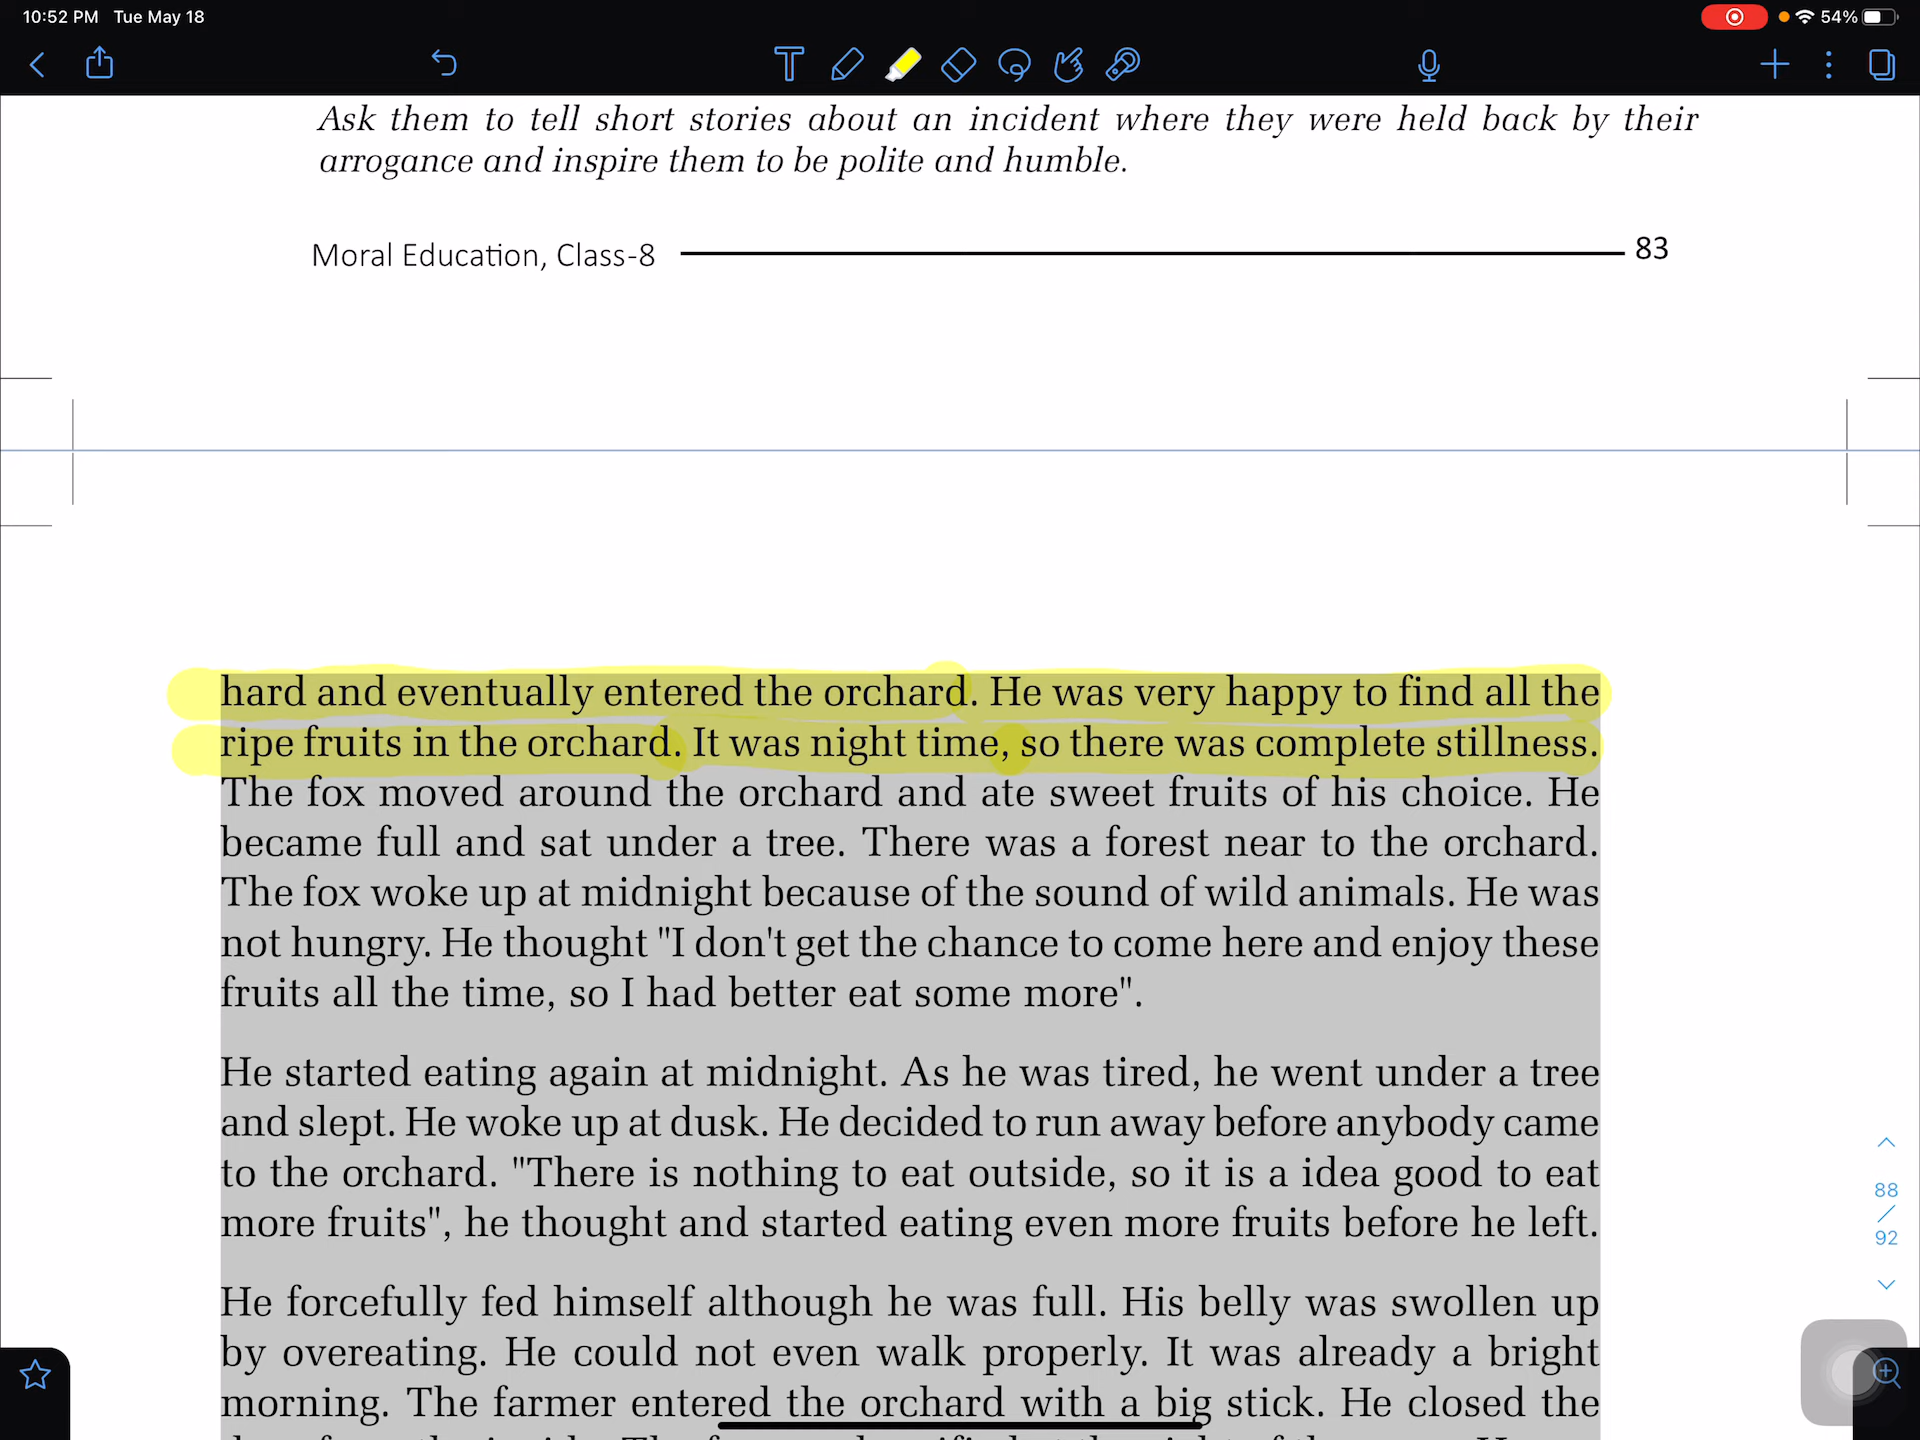 10:52 PM Tue May 18
54%
Ask them to tell short stories about an incident where they were held back by their
arrogance and inspire them to be polite and humble.
Moral Education, Class-8 83
hard and eventually entered the orchard. He was very happy to find all the
ripe fruits in the orchard. It was night time, so there was complete stillness.
The fox moved around the orchard and ate sweet fruits of his choice. He
became full and sat under a tree. There was a forest near to the orchard.
The fox woke up at midnight because of the sound of wild animals. He was
not hungry. He thought "I don't get the chance to come here and enjoy these
fruits all the time, so I had better eat some more".
He started eating again at midnight. As he was tired, he went under a tree
and slept. He woke up at dusk. He decided to run away before anybody came
to the orchard. "There is nothing to eat outside, so it is a idea good to eat
more fruits", he thought and started eating even more fruits before he left.
He forcefully fed himself although he was full. His belly was swollen up
by overeating. He could not even walk properly. It was already a bright
morning. The farmer entered the orchard with a big stick. He closed the
88
/
92